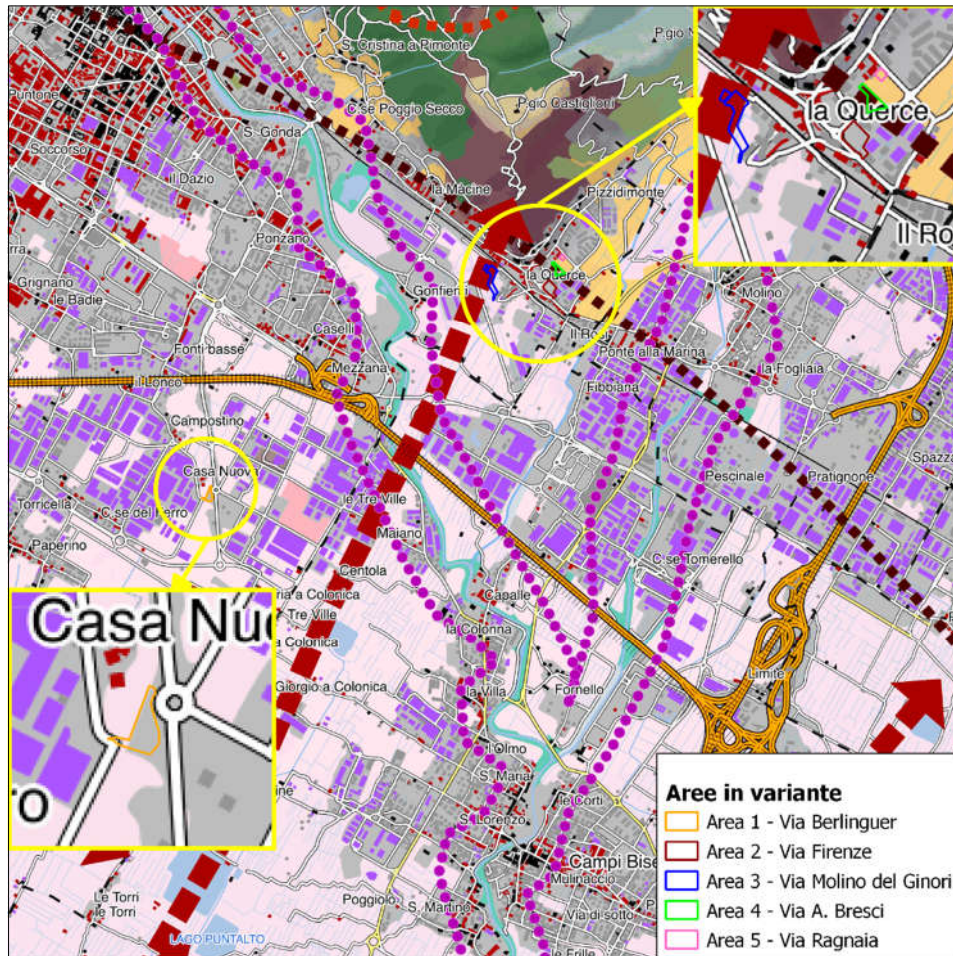 S. Cristina a Pimonte
P.gio N
Puntone
C.se Poggio Secco
P.gio Castiglioni
la Querce
S. Gonda
Soccorso
la Macine
Pizzidimonte
il Dazio
Il Ro
Ponzano
la Querce
Grignano
Gonfienti
Molino
le Badie
Caselli
Il Rosi
Fonti basse
Ponte alla Marina
Mezzana
la Fogliaia
il Lonco
Fibbiana
Campostino
Casa Nuova
Spazza
Pescinale
Pratignone
Torricella
le Tre Ville
C.se del Ferro
Maiano
Paperino
C.se Tomerello
Centola
ria a Colonica
Capalle
Casa Nuo
Tre Ville
la Colonna
a Colonica
Limite
Giorgio a Colonica
la Villa
Fornello
l'Olmo
S. Maria
ro
ine
le Corti
S. Lorenzo
Campi Bise
Mulinaccio
Le Torri
le Torri
Poggiolo
S. Martino
Via di sotto
LAGO PUNTALTO
le Frille
Aree in variante
Area 1 - Via Berlinguer
Area 2 - Via Firenze
Area 3 - Via Molino del Ginori
Area 4 - Via A. Bresci
Area 5 - Via Ragnaia